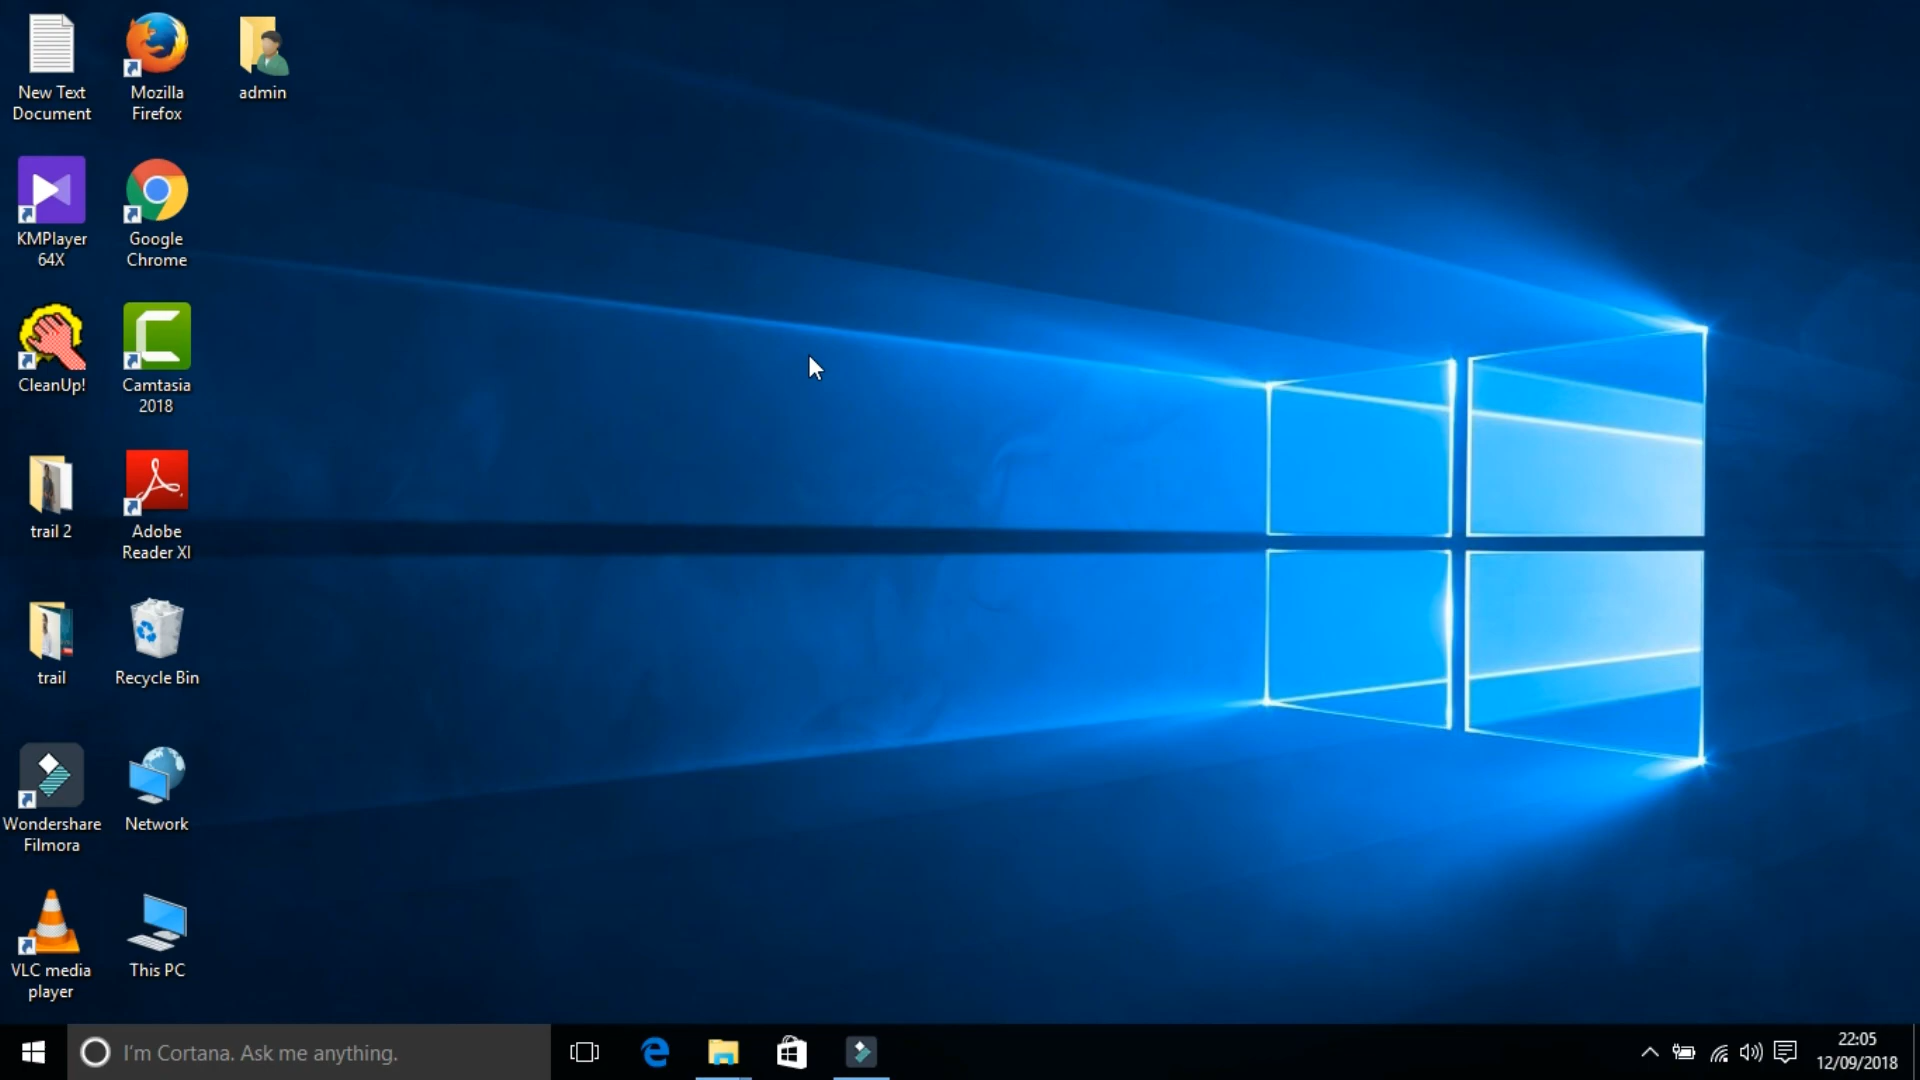 New Text
Document
Mozilla
Firefox
admin
KMPlayer
64X
Google
Chrome
CleanUp!
Camtasia
2018
trail 2
Adobe
Reader XI
trail
Recycle Bin
Wondershare
Filmora
Network
VLC media
player
This PC
I'm Cortana. Ask me anything.
22:05
12/09/2018